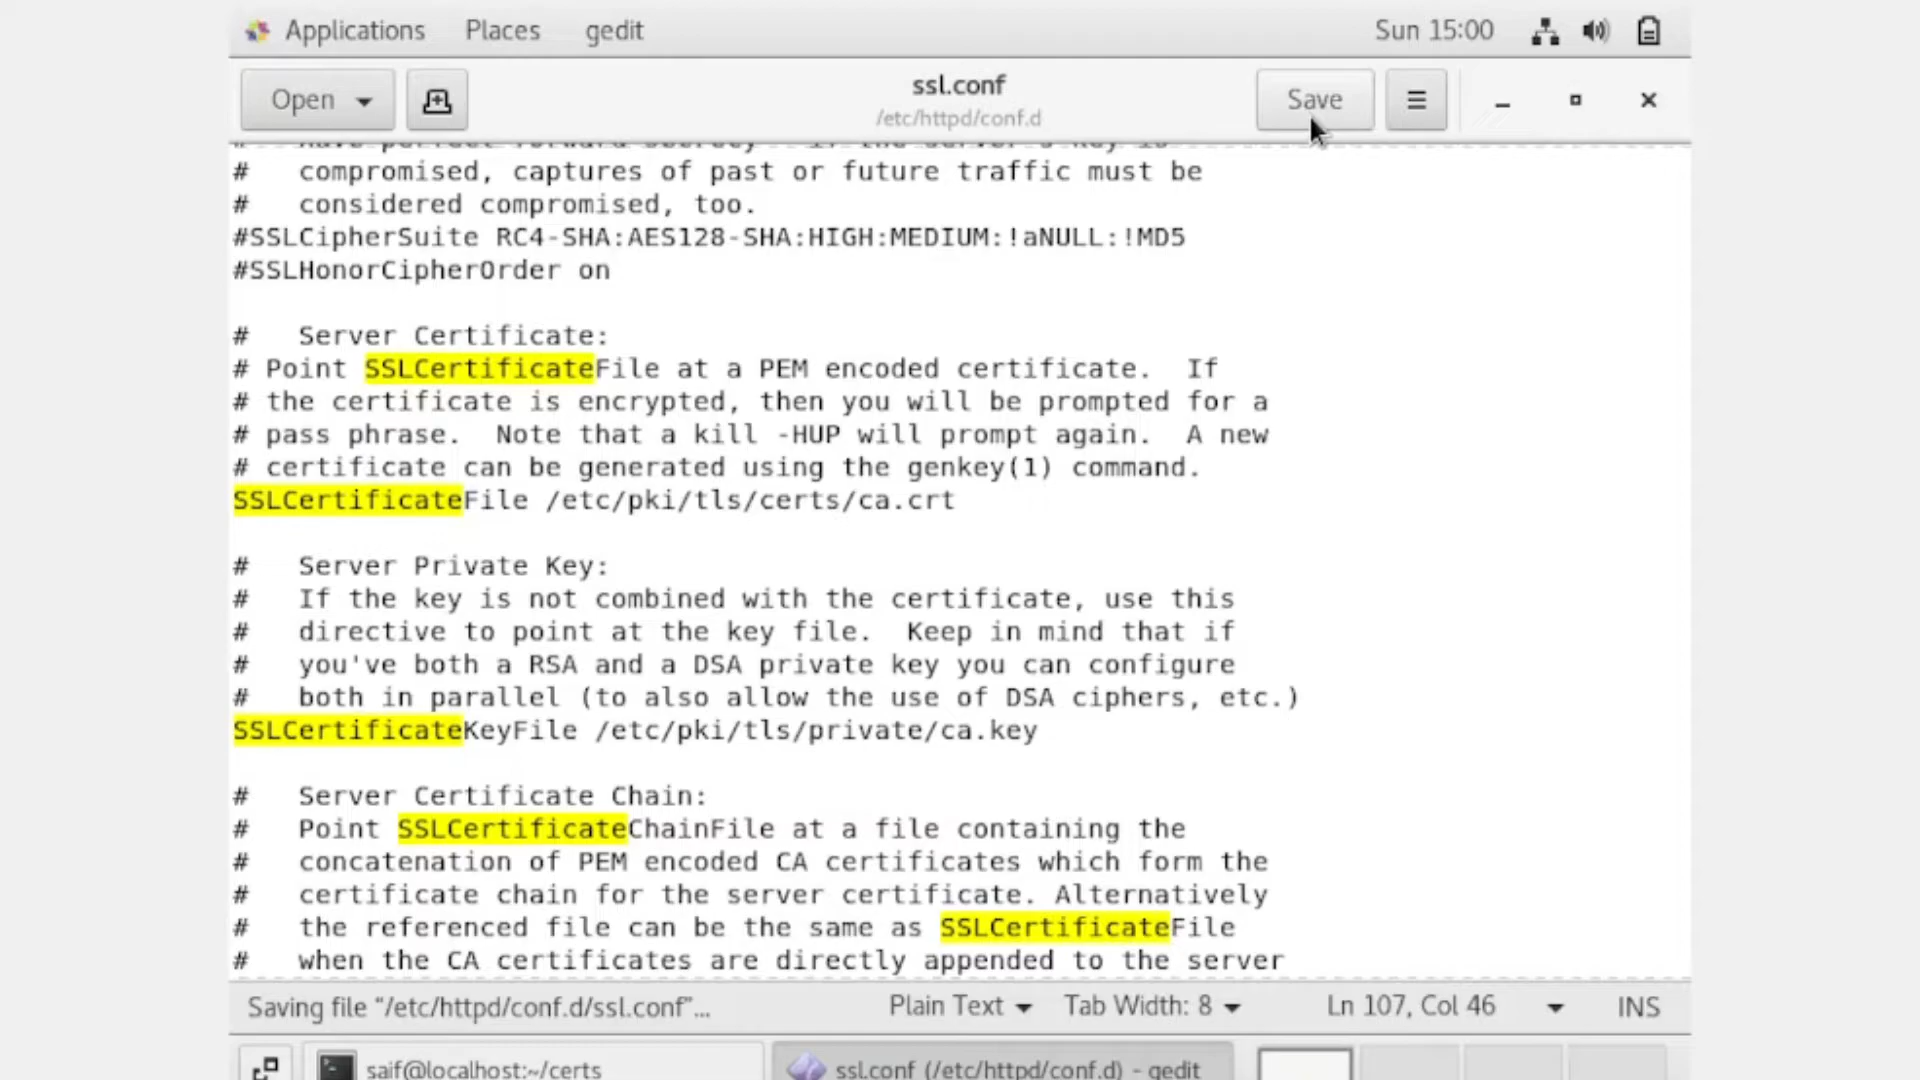 Applications Places gedit Sun 15:00
Open ssl.conf Save
/etc/httpd/conf.d
#   compromised, captures of past or future traffic must be
#   considered compromised, too.
#SSLCipherSuite RC4-SHA:AES128-SHA:HIGH:MEDIUM:!aNULL:!MD5
#SSLHonorCipherOrder on
#   Server Certificate:
# Point SSLCertificateFile at a PEM encoded certificate.  If
# the certificate is encrypted, then you will be prompted for a
# pass phrase.  Note that a kill -HUP will prompt again.  A new
# certificate can be generated using the genkey(1) command.
SSLCertificateFile /etc/pki/tls/certs/ca.crt
#   Server Private Key:
#   If the key is not combined with the certificate, use this
#   directive to point at the key file.  Keep in mind that if
#   you've both a RSA and a DSA private key you can configure
#   both in parallel (to also allow the use of DSA ciphers, etc.)
SSLCertificateKeyFile /etc/pki/tls/private/ca.key
#   Server Certificate Chain:
#   Point SSLCertificateChainFile at a file containing the
#   concatenation of PEM encoded CA certificates which form the
#   certificate chain for the server certificate. Alternatively
#   the referenced file can be the same as SSLCertificateFile
#   when the CA certificates are directly appended to the server
Saving file “/etc/httpd/conf.d/ssl.conf”... Plain Text Tab Width: 8 Ln 107, Col 46 INS
saif@localhost:~/certs ssl.conf (/etc/httpd/conf.d) - gedit